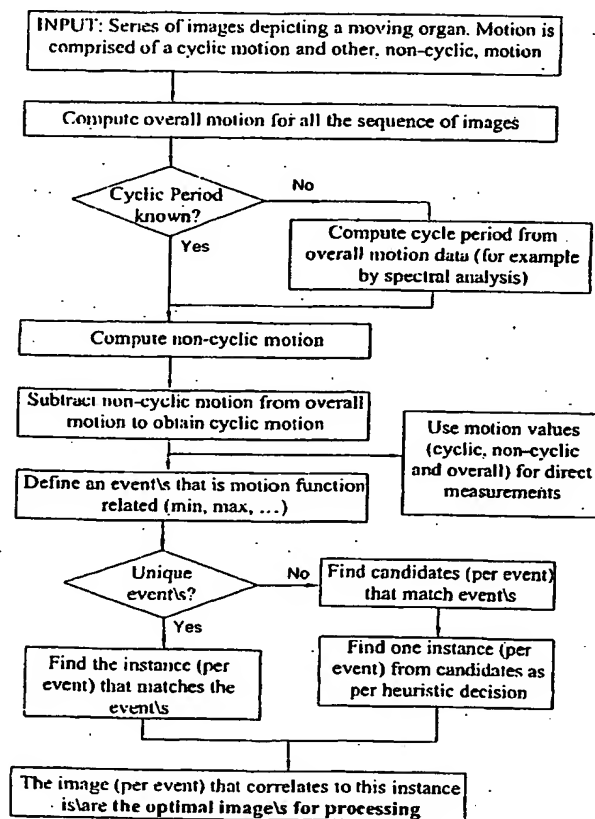 INPUT: Series of images depicting a moving organ. Motion is
comprised of a cyclic motion and other, non-cyclic, motion
Compute overall motion for all the sequence of images
Cyclic Period
known?
No
Yes
Compute cycle period from
overall motion data (for example
by spectral analysis)
Compute non-cyclic motion
Subtract non-cyclic motion from overall
motion to obtain cyclic motion
Use motion values
(cyclic, non-cyclic
and overall) for direct
measurements
Define an event\s that is motion function
related (min, max, ...)
Unique
event\s?
No
Yes
Find candidates (per event)
that match event\s
Find the instance (per
event) that matches the
event\s
Find one instance (per
event) from candidates as
per heuristic decision
The image (per event) that correlates to this instance
is\are the optimal image\s for processing